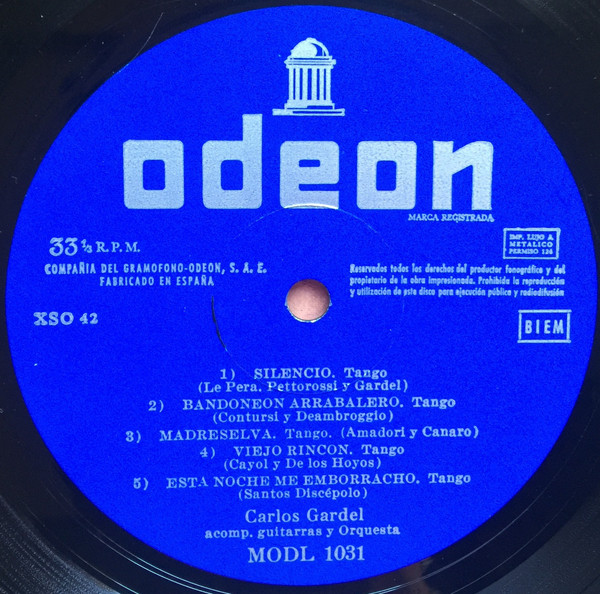 odeon
MARCA REGISTRADA
33 1/3 R.P.M.
COMPAÑIA DEL GRAMOFONO-ODEON, S. A. E.
FABRICADO EN ESPAÑA
IMP. LUJO A.
METALICO
PERMISO 136
Reservados todos los derechos del productor fonográfico y del
propietario de la obra impresionada. Prohibida la reproducción
y utilización de este disco para ejecución pública y radiodifusión
XSO 42
BIEM
1) SILENCIO. Tango
(Le Pera, Pettorossi y Gardel)
2) BANDONEON ARRABALERO. Tango
(Contursi y Deambroggio)
3) MADRESELVA. Tango. (Amadori y Canaro)
4) VIEJO RINCON. Tango
(Cayol y De los Hoyos)
5) ESTA NOCHE ME EMBORRACHO. Tango
(Santos Discépolo)
Carlos Gardel
acomp. guitarras y Orquesta
MODL 1031